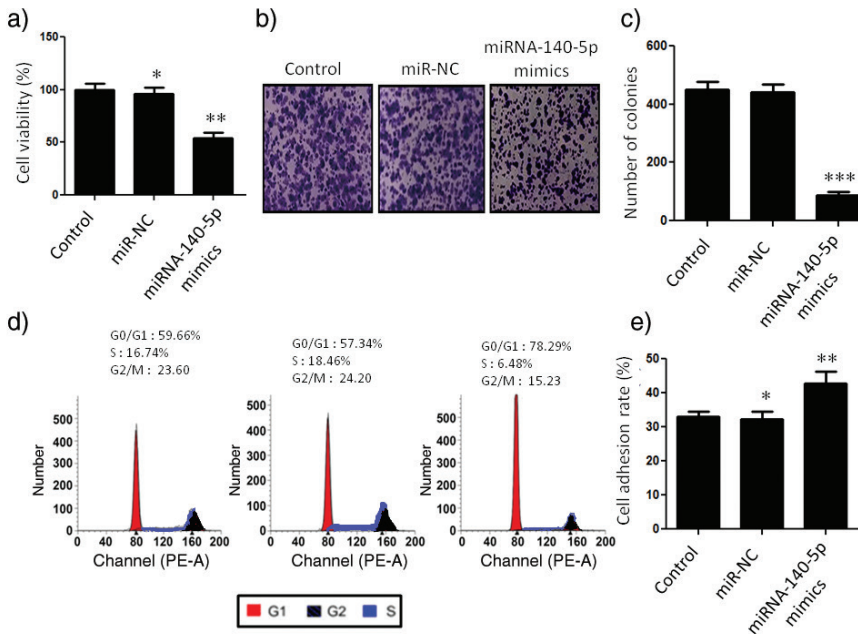 a)
150
100
50
0
Cell viability (%)
*
**
Control
miR-NC
miRNA-140-5p
mimics
b)
Control
miR-NC
miRNA-140-5p
mimics
c)
600
400
200
0
Number of colonies
***
Control
miR-NC
miRNA-140-5p
mimics
d)
G0/G1 : 59.66%
S : 16.74%
G2/M : 23.60
500
400
300
200
100
0
Number
0 40 80 120 160 200
Channel (PE-A)
G0/G1 : 57.34%
S : 18.46%
G2/M : 24.20
500
400
300
200
100
0
Number
0 40 80 120 160 200
Channel (PE-A)
G0/G1 : 78.29%
S : 6.48%
G2/M : 15.23
500
400
300
200
100
0
Number
0 40 80 120 160 200
Channel (PE-A)
G1 G2 S
e)
50
40
30
20
10
0
Cell adhesion rate (%)
*
**
Control
miR-NC
miRNA-140-5p
mimics